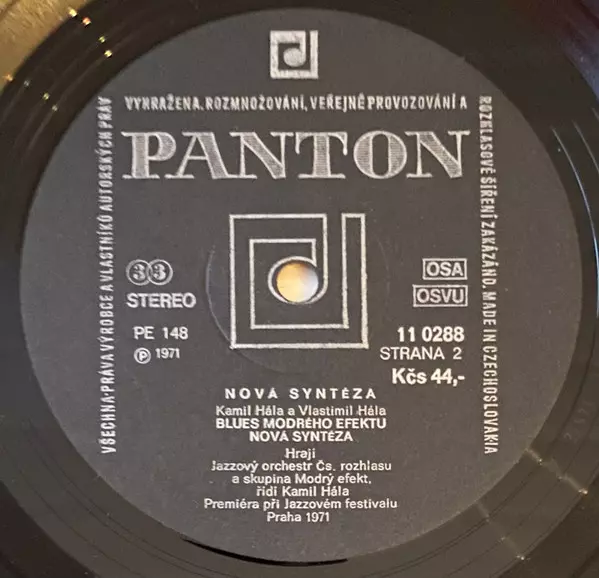 VŠECHNA·PRÁVA VÝROBCE A VLASTNÍKŮ AUTORSKÝCH PRÁV
VYHRAŽENA. ROZMNOŽOVÁNÍ, VEŘEJNÉ PROVOZOVÁNÍ A
ROZHLASOVÉ ŠÍŘENÍ ZAKÁZÁNO. MADE IN CZECHOSLOVAKIA
PANTON
33
STEREO
PE 148
℗ 1971
OSA
OSVU
11 0288
STRANA 2
Kčs 44,-
NOVÁ SYNTÉZA
Kamil Hála a Vlastimil Hála
BLUES MODRÉHO EFEKTU
NOVÁ SYNTÉZA
Hrají
Jazzový orchestr Čs. rozhlasu
a skupina Modrý efekt,
řídí Kamil Hála
Premiéra při Jazzovém festivalu
Praha 1971